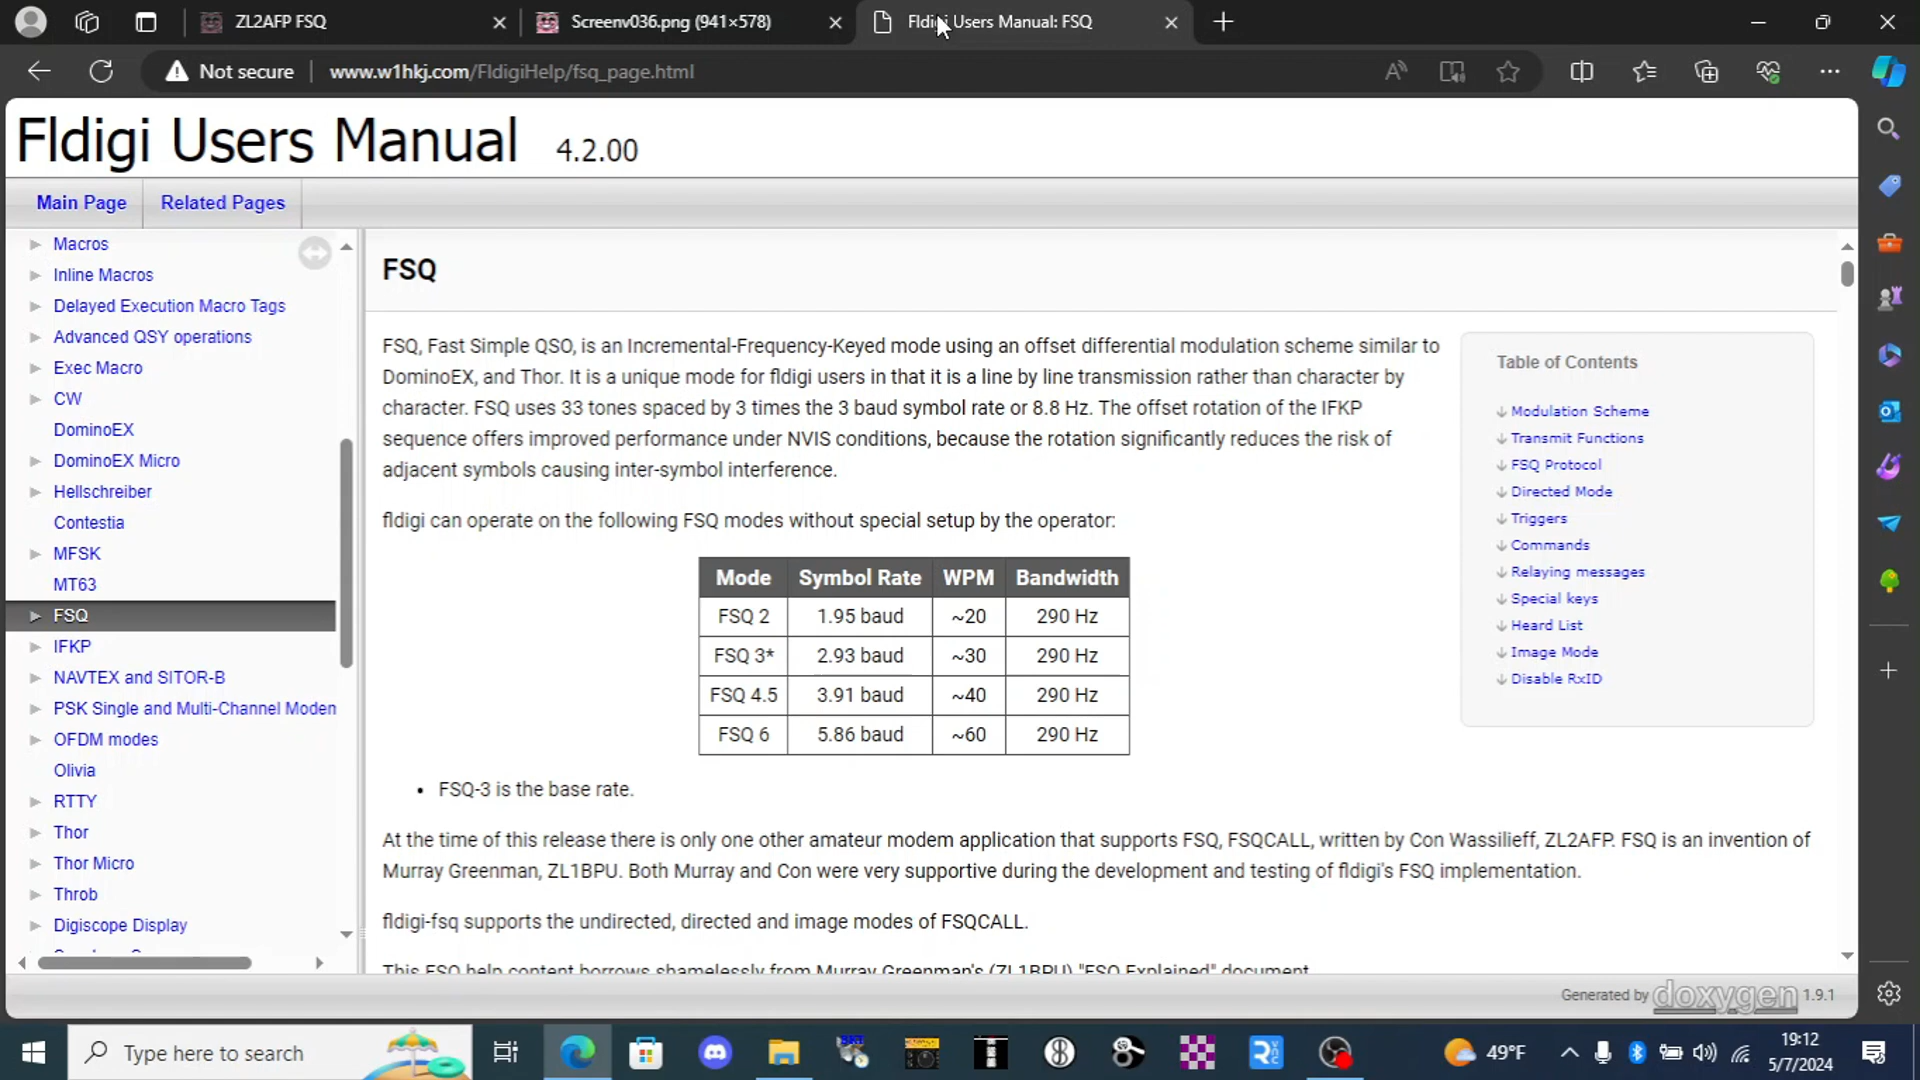 ZL2AFP FSQ
Screenv036.png (941×578)
Fldigi Users Manual: FSQ
Not secure
www.w1hkj.com/FldigiHelp/fsq_page.html
Fldigi Users Manual 4.2.00
Main Page
Related Pages
Macros
Inline Macros
Delayed Execution Macro Tags
Advanced QSY operations
Exec Macro
CW
DominoEX
DominoEX Micro
Hellschreiber
Contestia
MFSK
MT63
FSQ
IFKP
NAVTEX and SITOR-B
PSK Single and Multi-Channel Moden
OFDM modes
Olivia
RTTY
Thor
Thor Micro
Throb
Digiscope Display
FSQ
FSQ, Fast Simple QSO, is an Incremental-Frequency-Keyed mode using an offset differential modulation scheme similar to
DominoEX, and Thor. It is a unique mode for fldigi users in that it is a line by line transmission rather than character by
character. FSQ uses 33 tones spaced by 3 times the 3 baud symbol rate or 8.8 Hz. The offset rotation of the IFKP
sequence offers improved performance under NVIS conditions, because the rotation significantly reduces the risk of
adjacent symbols causing inter-symbol interference.
fldigi can operate on the following FSQ modes without special setup by the operator:
Mode Symbol Rate WPM Bandwidth
FSQ 2 1.95 baud ~20 290 Hz
FSQ 3* 2.93 baud ~30 290 Hz
FSQ 4.5 3.91 baud ~40 290 Hz
FSQ 6 5.86 baud ~60 290 Hz
• FSQ-3 is the base rate.
At the time of this release there is only one other amateur modem application that supports FSQ, FSQCALL, written by Con Wassilieff, ZL2AFP. FSQ is an invention of
Murray Greenman, ZL1BPU. Both Murray and Con were very supportive during the development and testing of fldigi's FSQ implementation.
fldigi-fsq supports the undirected, directed and image modes of FSQCALL.
This FSQ help content borrows shamelessly from Murray Greenman's (ZL1BPU) "FSQ Explained" document
Table of Contents
↓ Modulation Scheme
↓ Transmit Functions
↓ FSQ Protocol
↓ Directed Mode
↓ Triggers
↓ Commands
↓ Relaying messages
↓ Special keys
↓ Heard List
↓ Image Mode
↓ Disable RxID
Generated by doxygen 1.9.1
Type here to search
49°F
19:12
5/7/2024